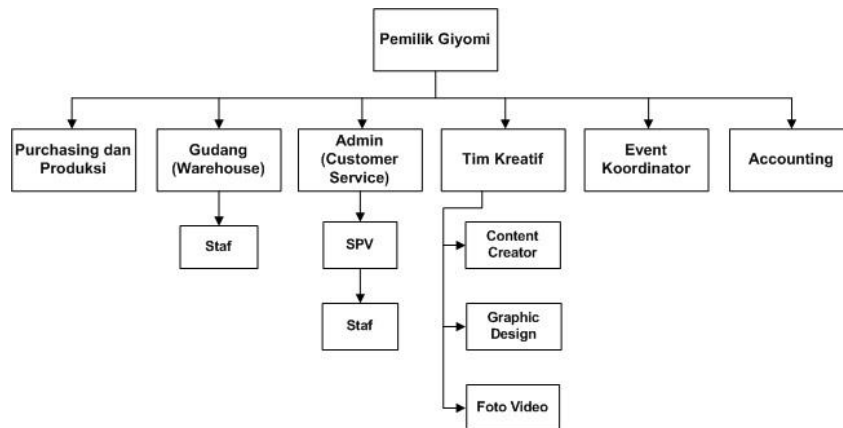 Pemilik Giyomi
Purchasing dan
Produksi
Gudang
(Warehouse)
Admin
(Customer
Service)
Tim Kreatif
Event
Koordinator
Accounting
Staf
SPV
Content
Creator
Staf
Graphic
Design
Foto Video